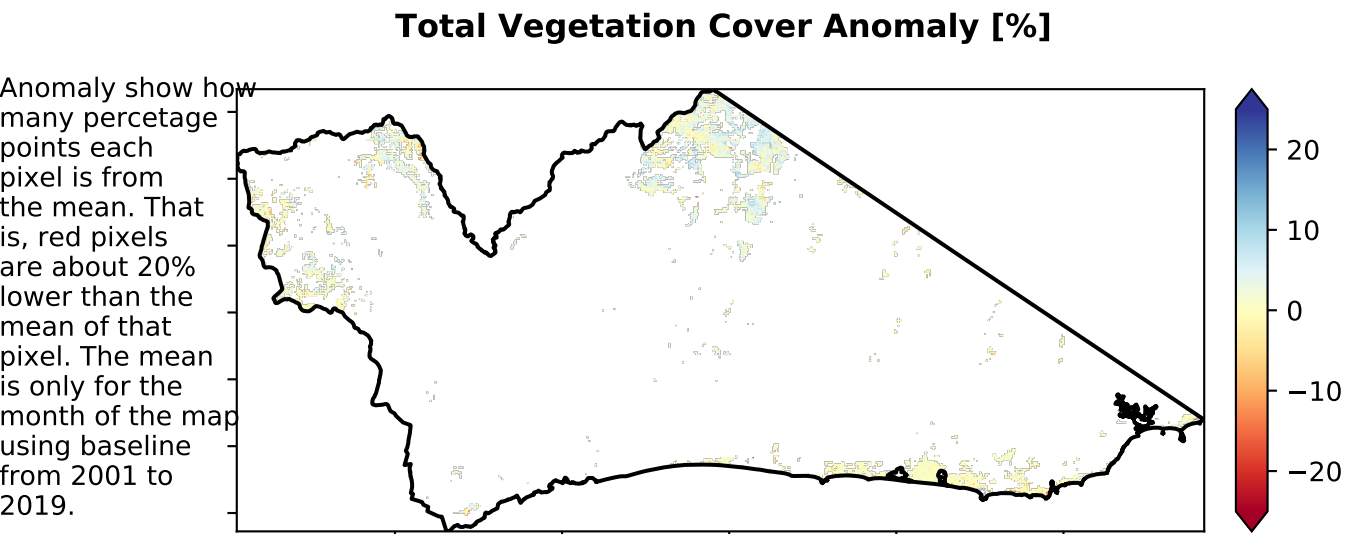 Total Vegetation Cover Anomaly [%]
Anomaly show how
many percetage
points each
pixel is from
the mean. That
is, red pixels
are about 20%
lower than the
mean of that
pixel. The mean
is only for the
month of the map
using baseline
from 2001 to
2019.
20
10
0
−10
−20